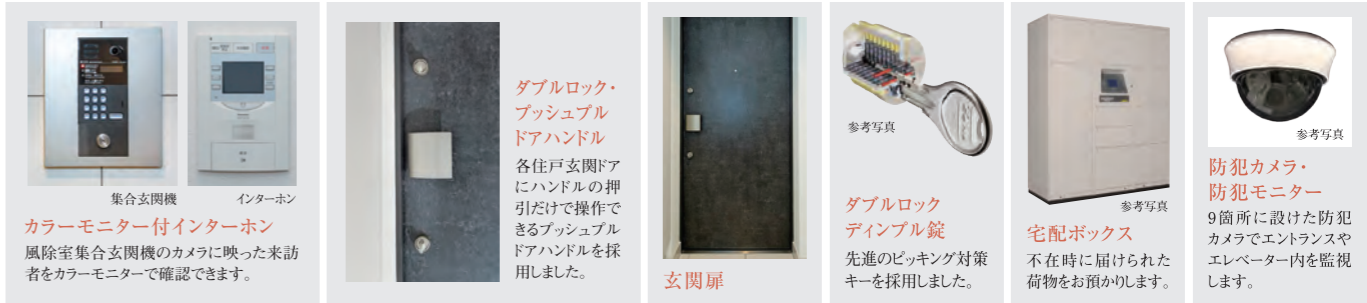 集合玄関機
インターホン
カラーモニター付インターホン
風除室集合玄関機のカメラに映った来訪
者をカラーモニターで確認できます。
ダブルロック・
プッシュプル
ドアハンドル
各住戸玄関ドア
にハンドルの押
引だけで操作で
きるプッシュプル
ドアハンドルを採
用しました。
玄関扉
参考写真
ダブルロック
ディンプル錠
先進のピッキング対策
キーを採用しました。
参考写真
宅配ボックス
不在時に届けられた
荷物をお預かりします。
参考写真
防犯カメラ・
防犯モニター
9箇所に設けた防犯
カメラでエントランスや
エレベーター内を監視
します。